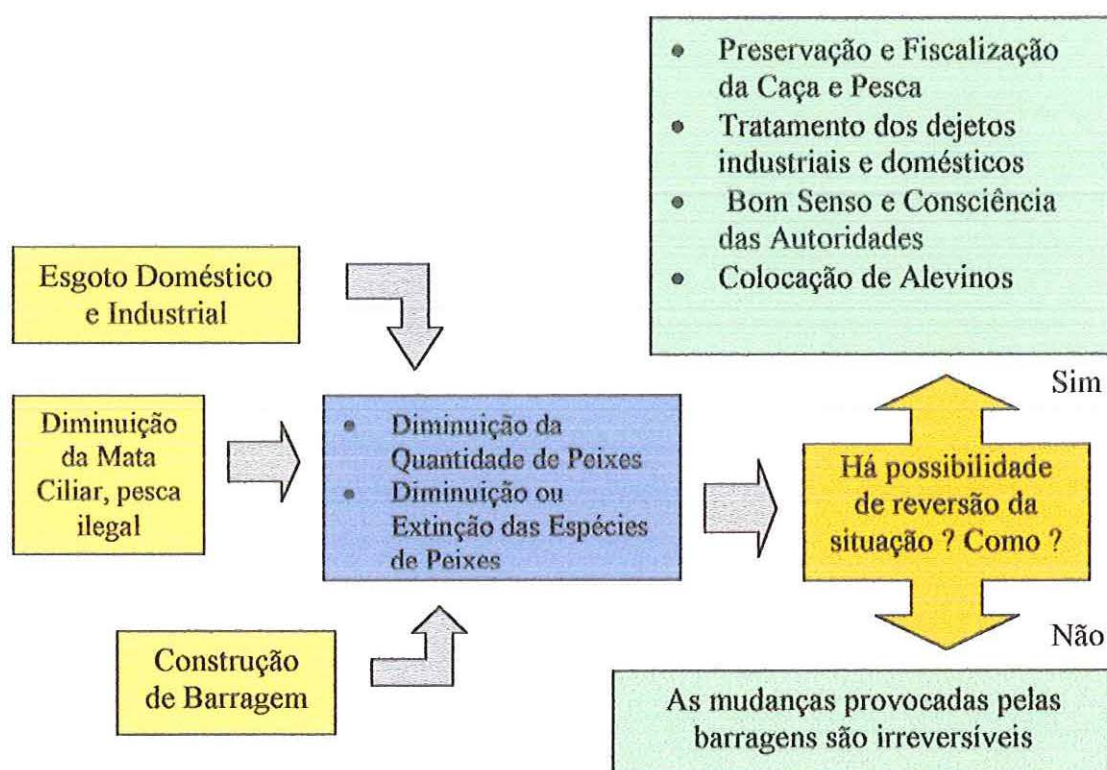 Preservação e Fiscalização
da Caça e Pesca
Tratamento dos dejetos
industriais e domésticos
Bom Senso e Consciência
das Autoridades
Colocação de Alevinos
Esgoto Doméstico
e Industrial
Diminuição
da Mata
Ciliar, pesca
ilegal
Diminuição da
Quantidade de Peixes
Diminuição ou
Extinção das Espécies
de Peixes
Construção
de Barragem
Sim
Há possibilidade
de reversão da
situação ? Como ?
Não
As mudanças provocadas pelas
barragens são irreversíveis